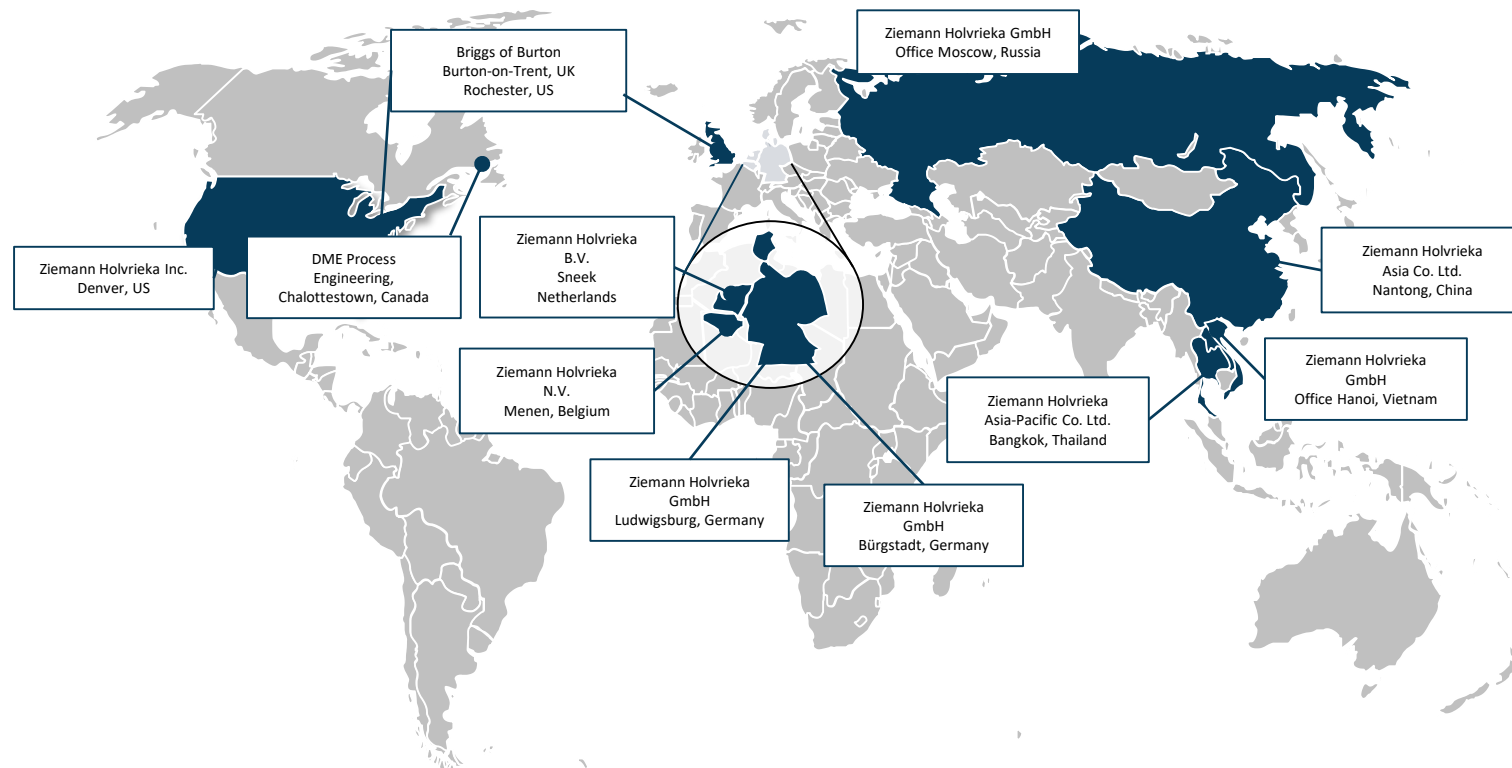 Briggs of Burton
Burton-on-Trent, UK
Rochester, US
Ziemann Holvrieka GmbH
Office Moscow, Russia
Ziemann Holvrieka Inc.
Denver, US
DME Process
Engineering,
Chalottestown, Canada
Ziemann Holvrieka
B.V.
Sneek
Netherlands
Ziemann Holvrieka
Asia Co. Ltd.
Nantong, China
Ziemann Holvrieka
N.V.
Menen, Belgium
Ziemann Holvrieka
Asia-Pacific Co. Ltd.
Bangkok, Thailand
Ziemann Holvrieka
GmbH
Office Hanoi, Vietnam
Ziemann Holvrieka
GmbH
Ludwigsburg, Germany
Ziemann Holvrieka
GmbH
Bürgstadt, Germany